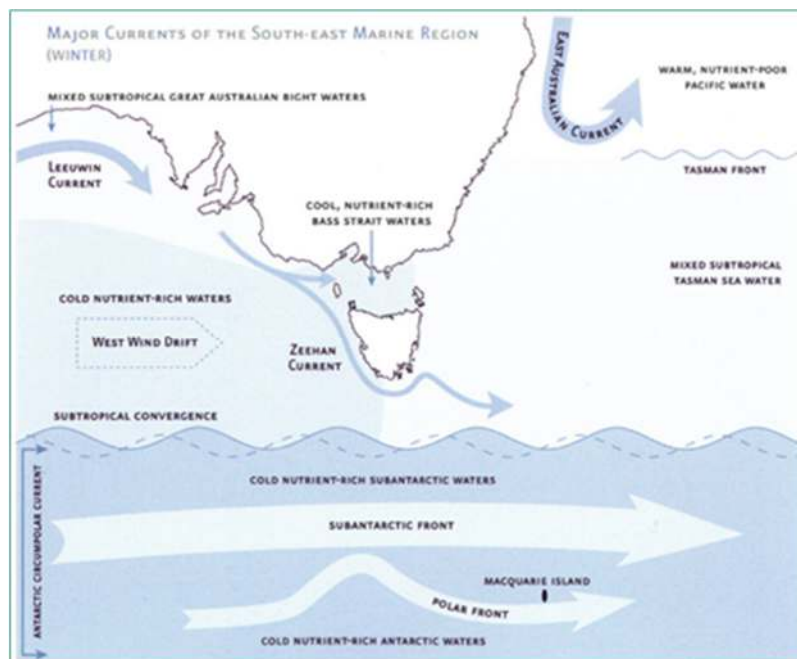 MAJOR CURRENTS OF THE SOUTH-EAST MARINE REGION
(WINTER)
MIXED SUBTROPICAL GREAT AUSTRALIAN BIGHT WATERS
LEEUWIN
CURRENT
EAST AUSTRALIAN CURRENT
WARM, NUTRIENT-POOR
PACIFIC WATER
TASMAN FRONT
COOL, NUTRIENT-RICH
BASS STRAIT WATERS
MIXED SUBTROPICAL
TASMAN SEA WATER
COLD NUTRIENT-RICH WATERS
WEST WIND DRIFT
ZEEHAN
CURRENT
SUBTROPICAL CONVERGENCE
ANTARCTIC CIRCUMPOLAR CURRENT
COLD NUTRIENT-RICH SUBANTARCTIC WATERS
SUBANTARCTIC FRONT
MACQUARIE ISLAND
POLAR FRONT
COLD NUTRIENT-RICH ANTARCTIC WATERS